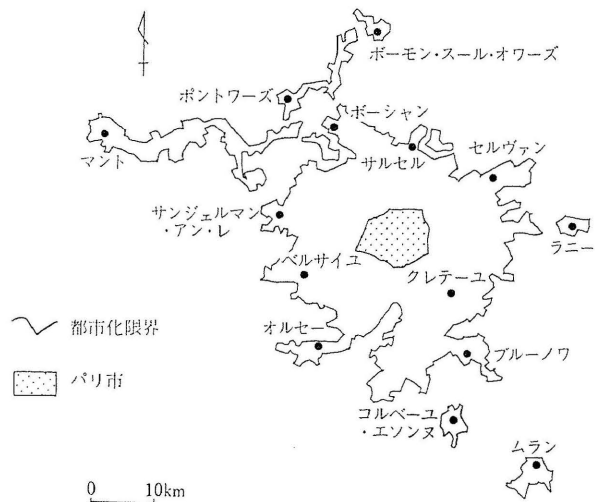 ボーモン・スール・オワーズ
ポントワーズ
ボーシャン
マント
サルセル
セルヴァン
サンジェルマン
・アン・レ
ラニー
ベルサイユ
クレテーユ
都市化限界
オルセー
ブルーノワ
パリ市
コルベーユ
・エソンヌ
ムラン
0 10km